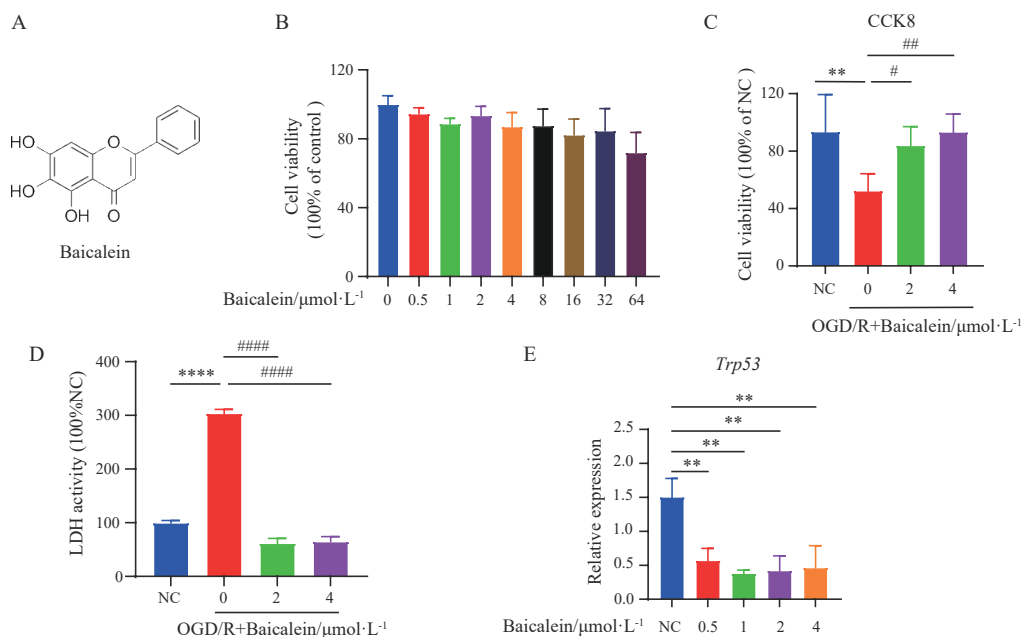 A
HO
HO
OH
O
O
Baicalein
B
Cell viability
(100% of control)
120
80
40
0
Baicalein/μmol·L-1
0 0.5 1 2 4 8 16 32 64
C
CCK8
##
** #
Cell viability (100% of NC )
120
80
40
0
NC 0 2 4
OGD/R+Baicalein/μmol·L-1
D
####
**** ####
LDH activity (100%NC)
400
300
200
100
0
NC 0 2 4
OGD/R+Baicalein/μmol·L-1
E
Trp53
**
**
**
**
Relative expression
2.5
2.0
1.5
1.0
0.5
0.0
Baicalein/μmol·L-1
NC 0.5 1 2 4